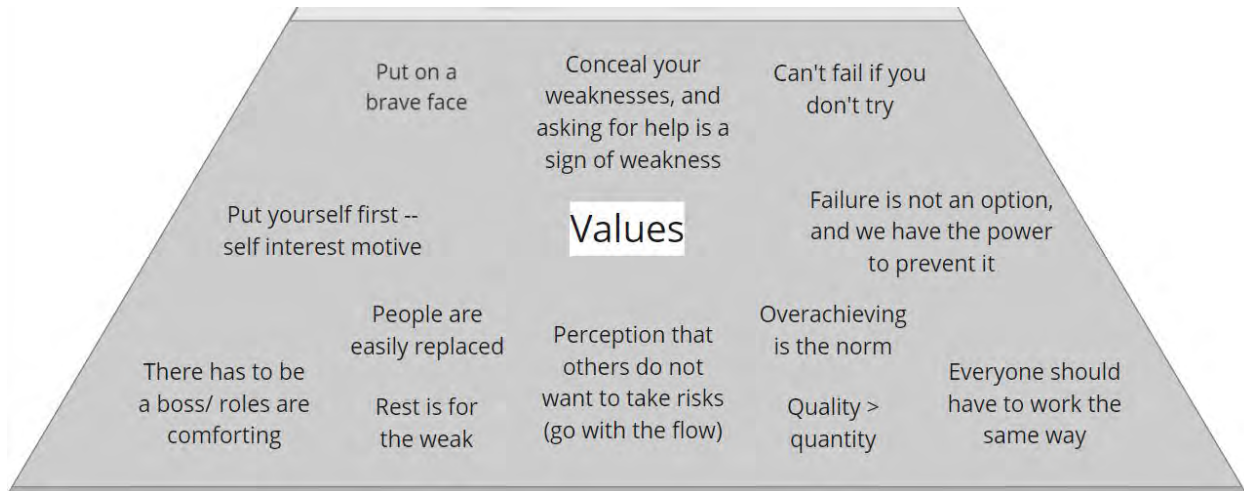 Put on a
brave face
Conceal your
weaknesses, and
asking for help is a
sign of weakness
Can't fail if you
don't try
Put yourself first --
self interest motive
Values
Failure is not an option,
and we have the power
to prevent it
There has to be
a boss/ roles are
comforting
People are
easily replaced
Rest is for
the weak
Perception that
others do not
want to take risks
(go with the flow)
Overachieving
is the norm
Quality >
quantity
Everyone should
have to work the
same way